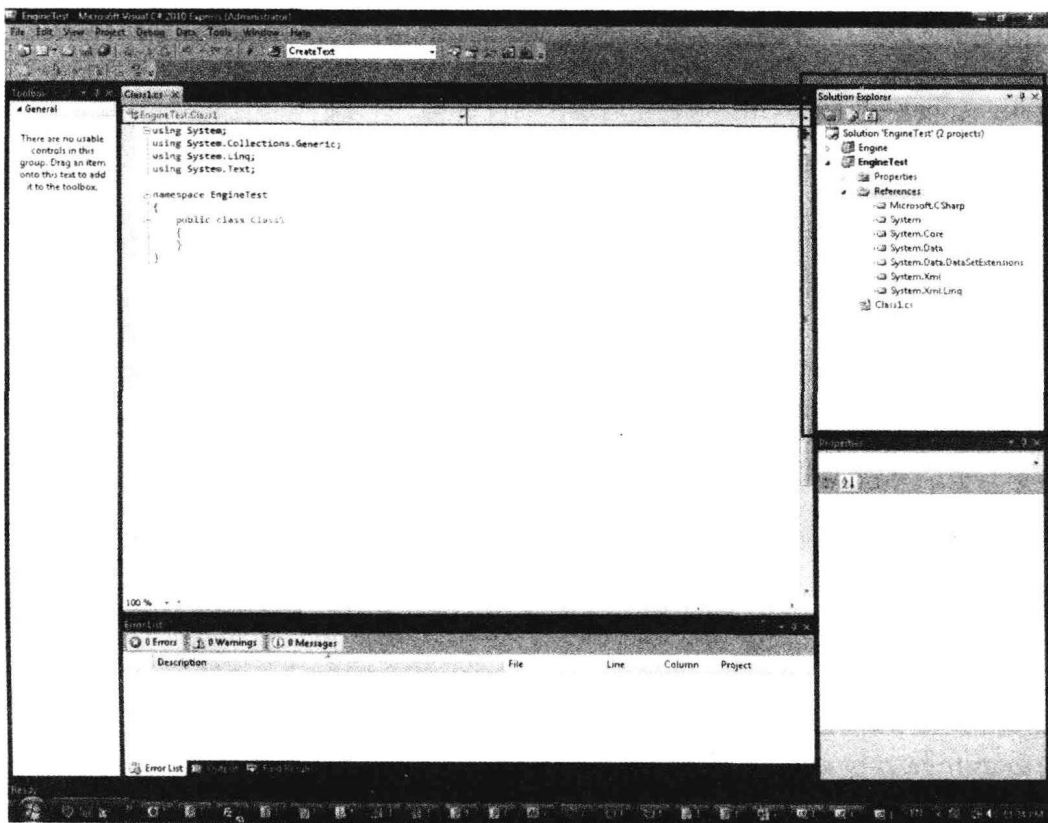 EngineTest - Microsoft Visual C# 2010 Express (Administrator)
File Edit View Project Debug Data Tools Window Help
CreateText
Toolbox
General
There are no usable
controls in this
group. Drag an item
onto this text to add
it to the toolbox.
Class1.cs
EngineTest.Class1
using System;
using System.Collections.Generic;
using System.Linq;
using System.Text;
namespace EngineTest
{
public class Class1
{
}
}
100 %
Error List
0 Errors
0 Warnings
0 Messages
Description File Line Column Project
Error List Output
Solution Explorer
Solution 'EngineTest' (2 projects)
Engine
EngineTest
Properties
References
Microsoft.CSharp
System
System.Core
System.Data
System.Data.DataSetExtensions
System.Xml
System.Xml.Linq
Class1.cs
Properties
Ready